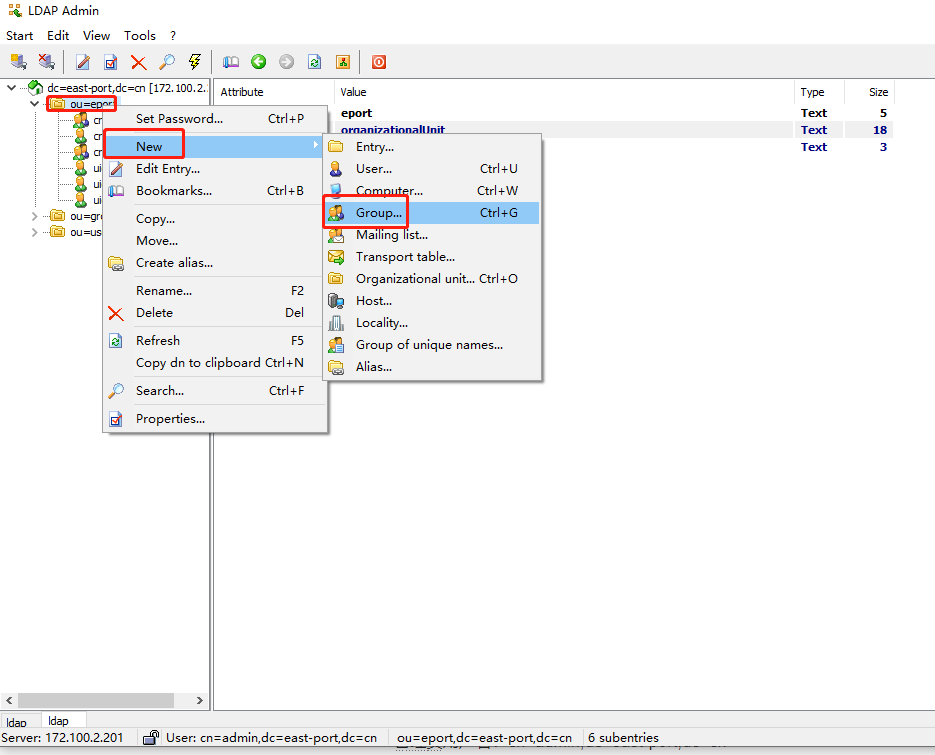 LDAP Admin
Start Edit View Tools ?
dc=east-port,dc=cn [172.100.2.
ou=eport
cn
cn
cn
ui
ui
ui
ou=gr
ou=us
Attribute Value Type Size
eport Text 5
organizationalUnit Text 18
Text 3
Set Password... Ctrl+P
New
Edit Entry...
Bookmarks... Ctrl+B
Copy...
Move...
Create alias...
Rename... F2
Delete Del
Refresh F5
Copy dn to clipboard Ctrl+N
Search... Ctrl+F
Properties...
Entry...
User... Ctrl+U
Computer... Ctrl+W
Group... Ctrl+G
Mailing list...
Transport table...
Organizational unit... Ctrl+O
Host...
Locality...
Group of unique names...
Alias...
ldap ldap
Server: 172.100.2.201 User: cn=admin,dc=east-port,dc=cn ou=eport,dc=east-port,dc=cn 6 subentries